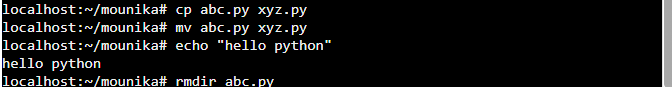 localhost:~/mounika# cp abc.py xyz.py
localhost:~/mounika# mv abc.py xyz.py
localhost:~/mounika# echo "hello python"
hello python
localhost:~/mounika# rmdir abc.py